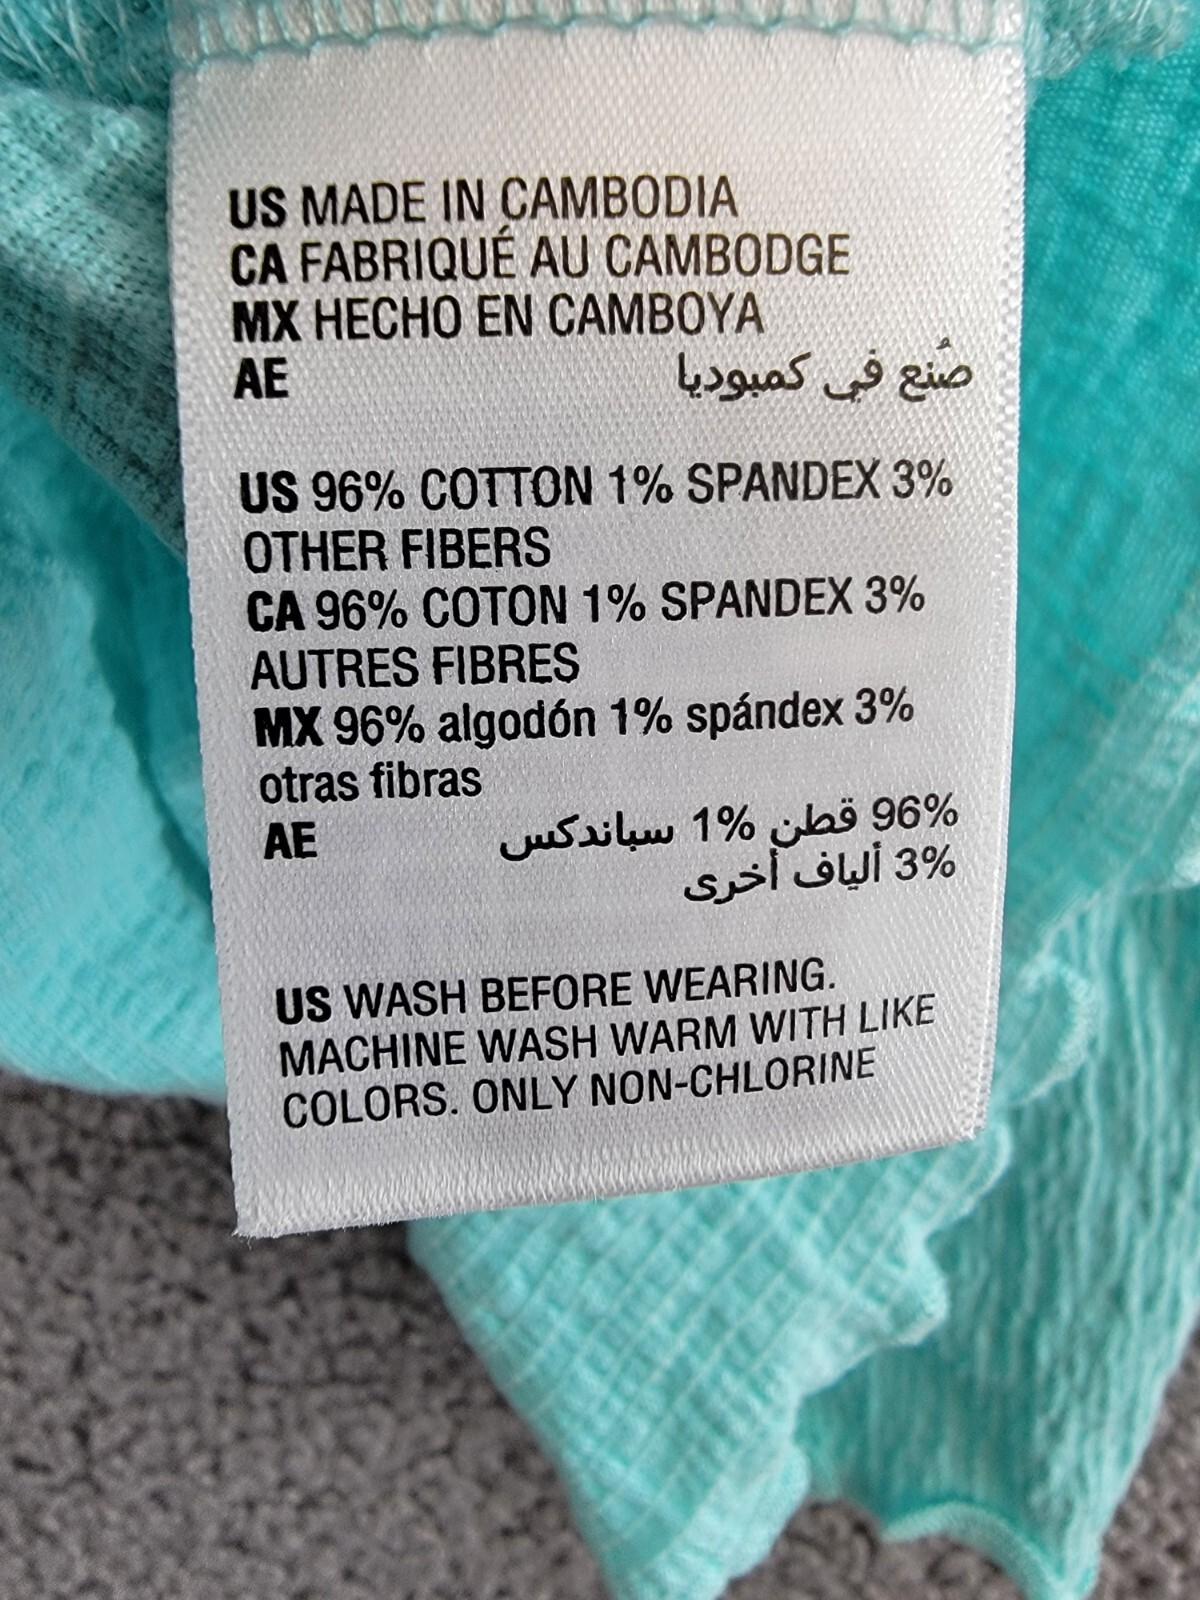 US MADE IN CAMBODIA
CA FABRIQUÉ AU CAMBODGE
MX HECHO EN CAMBOYA
AE صُنع في كمبوديا
US 96% COTTON 1% SPANDEX 3%
OTHER FIBERS
CA 96% COTON 1% SPANDEX 3%
AUTRES FIBRES
MX 96% algodón 1% spándex 3%
otras fibras
AE 96% قطن 1% سباندكس
3% ألياف أخرى
US WASH BEFORE WEARING.
MACHINE WASH WARM WITH LIKE
COLORS. ONLY NON-CHLORINE